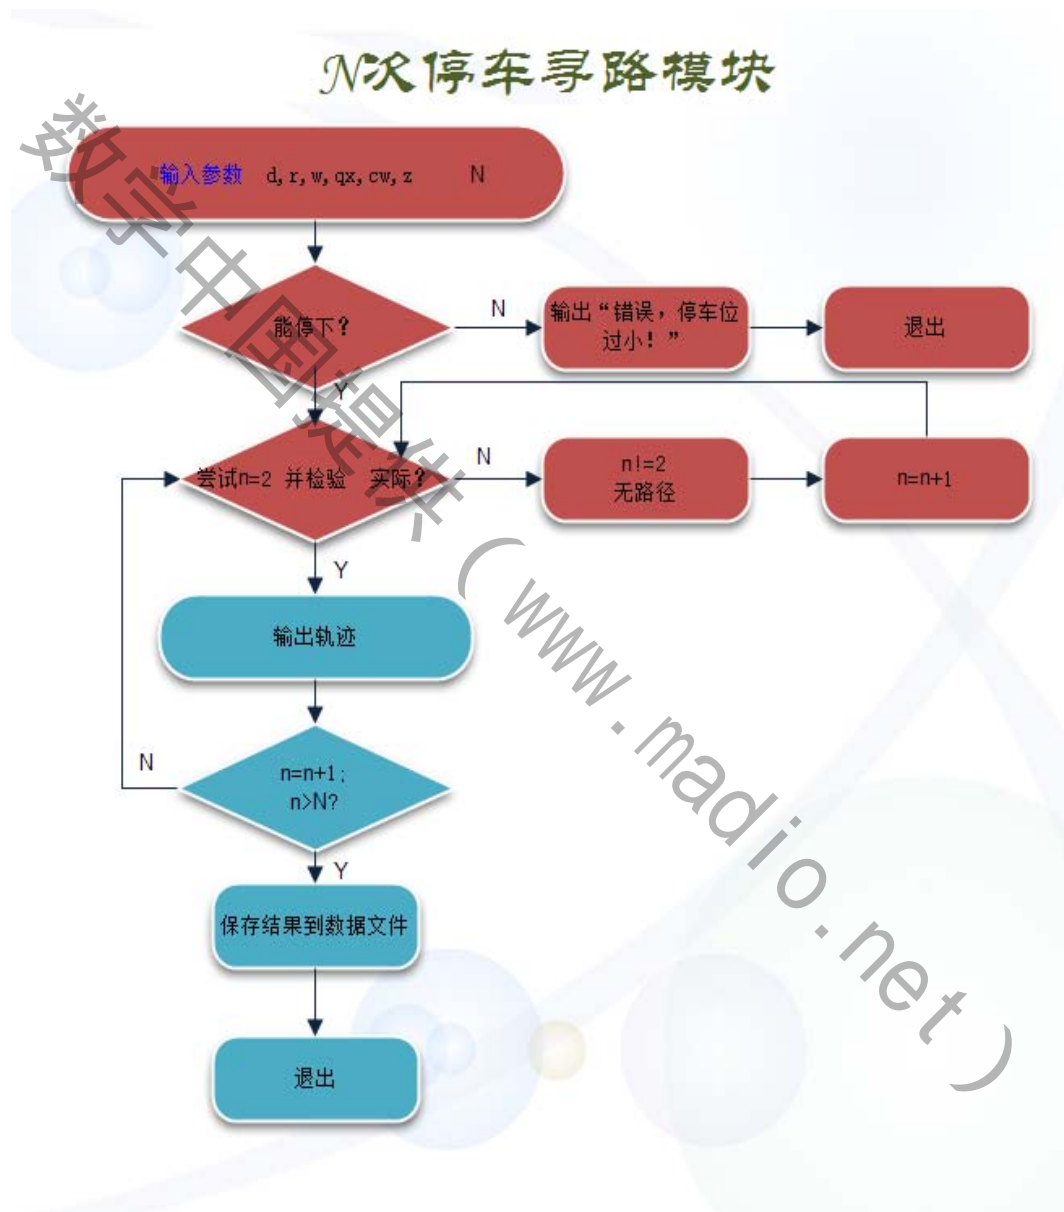 N次停车寻路模块
输入参数 d,r,w,qx,cw,z N
能停下?
N
输出“错误，停车位
过小！”
退出
Y
尝试n=2 并检验 实际?
N
n!=2
无路径
n=n+1
Y
输出轨迹
n=n+1;
n>N?
N
Y
保存结果到数据文件
退出
数学中国提供（www.madio.net）